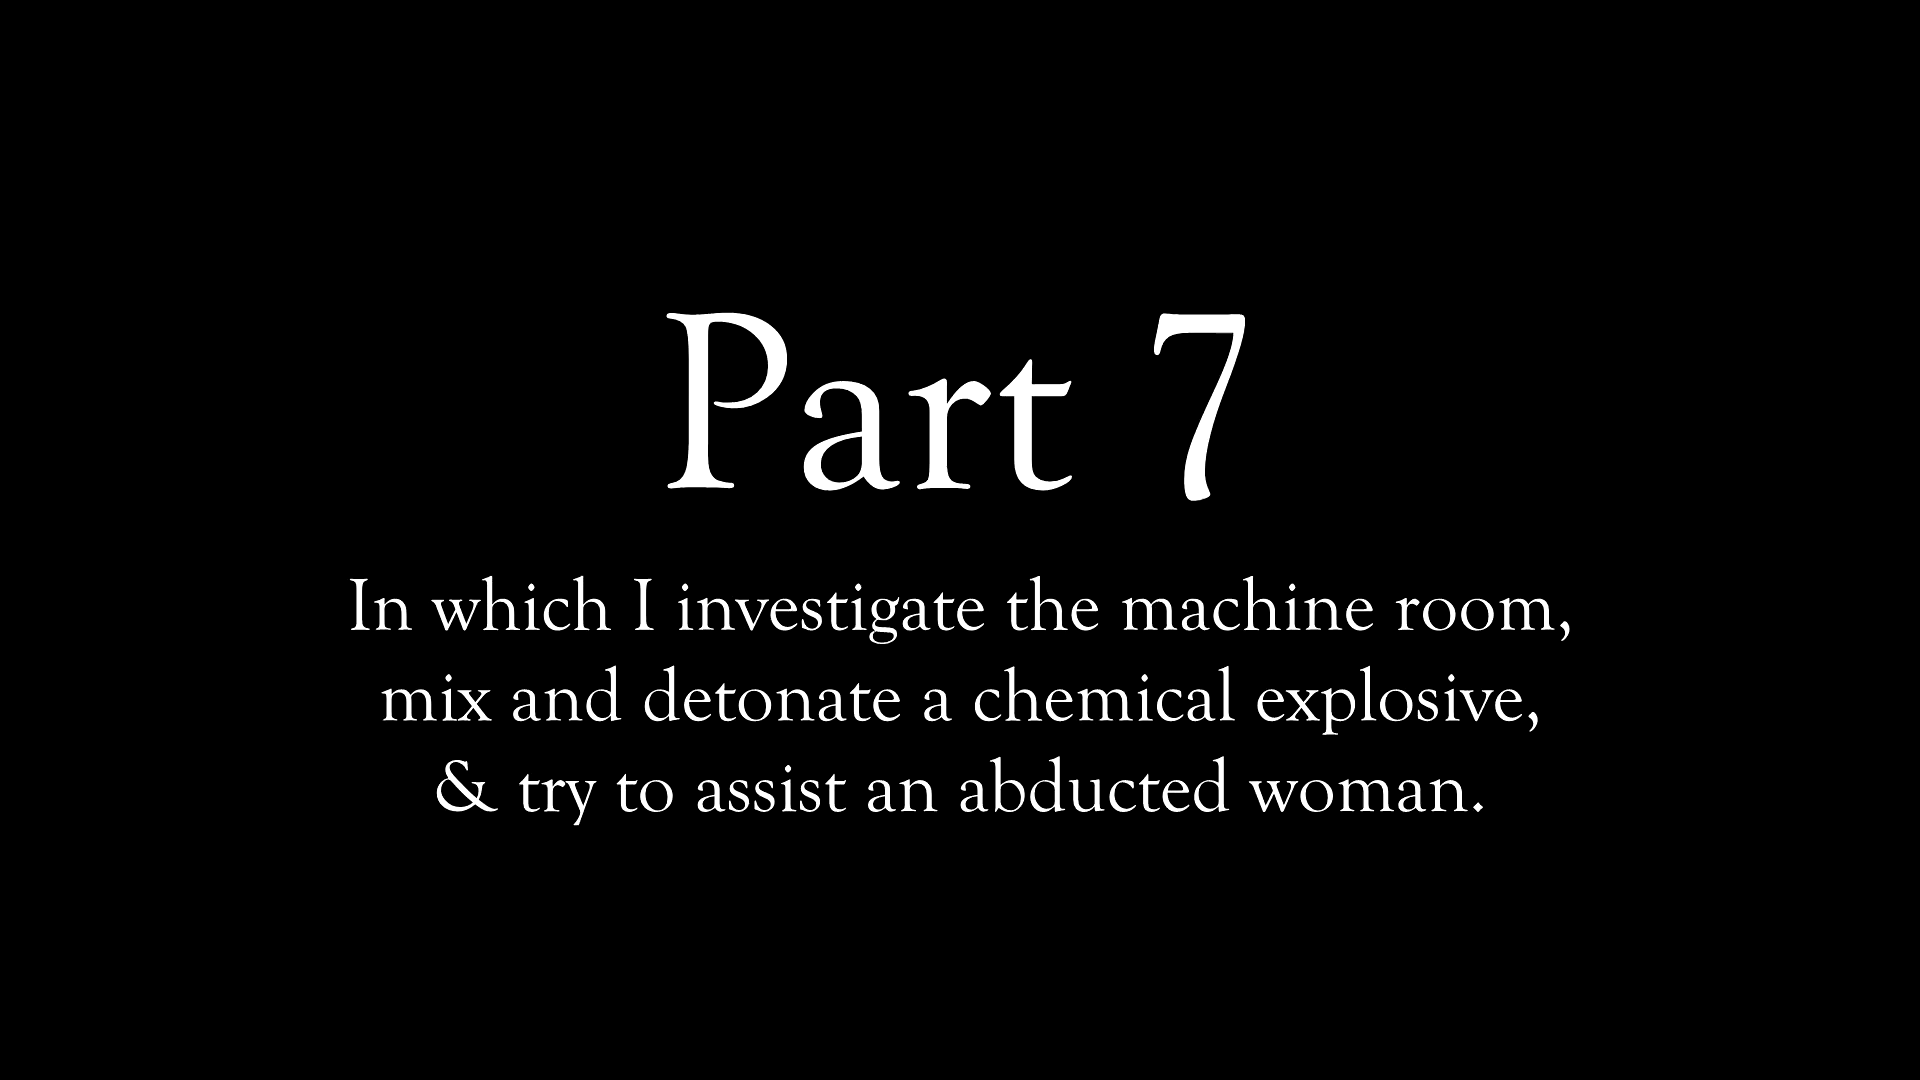 Part 7
In which I investigate the machine room,
mix and detonate a chemical explosive,
& try to assist an abducted woman.